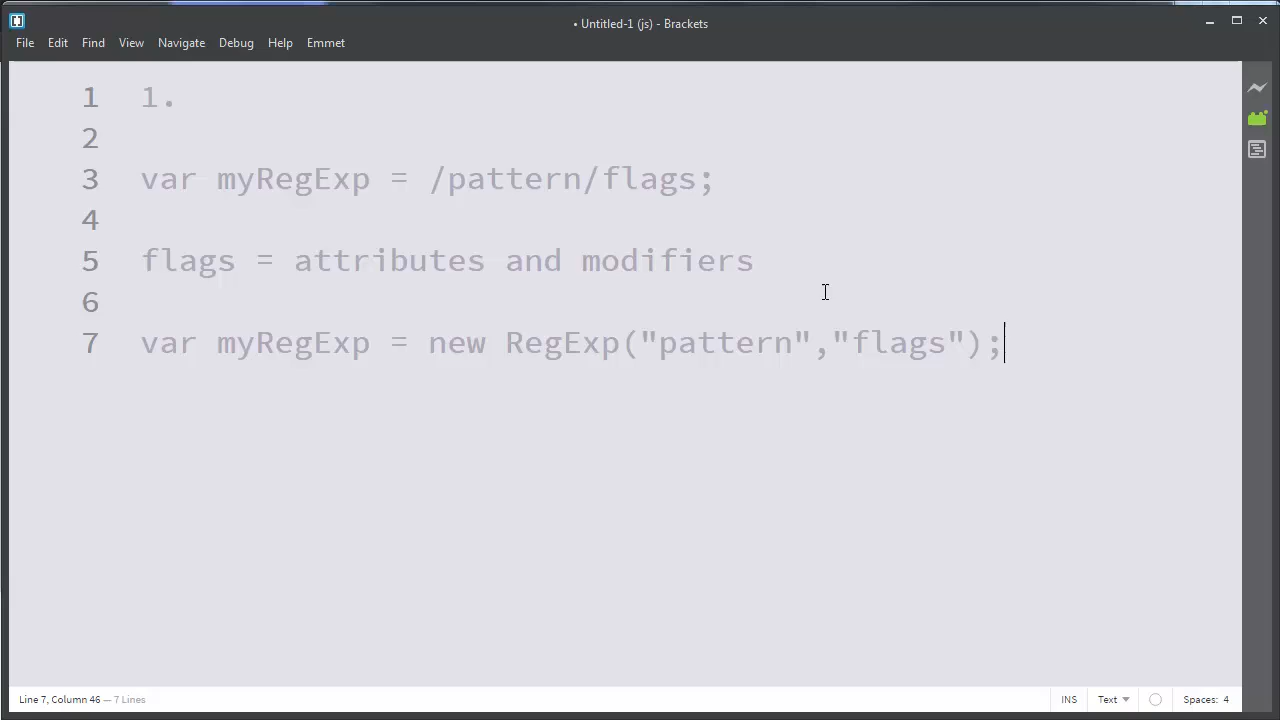 • Untitled-1 (js) - Brackets
File Edit Find View Navigate Debug Help Emmet
1 1.
2
3 var myRegExp = /pattern/flags;
4
5 flags = attributes and modifiers
6
7 var myRegExp = new RegExp("pattern","flags");
Line 7, Column 46 — 7 Lines INS Text Spaces: 4